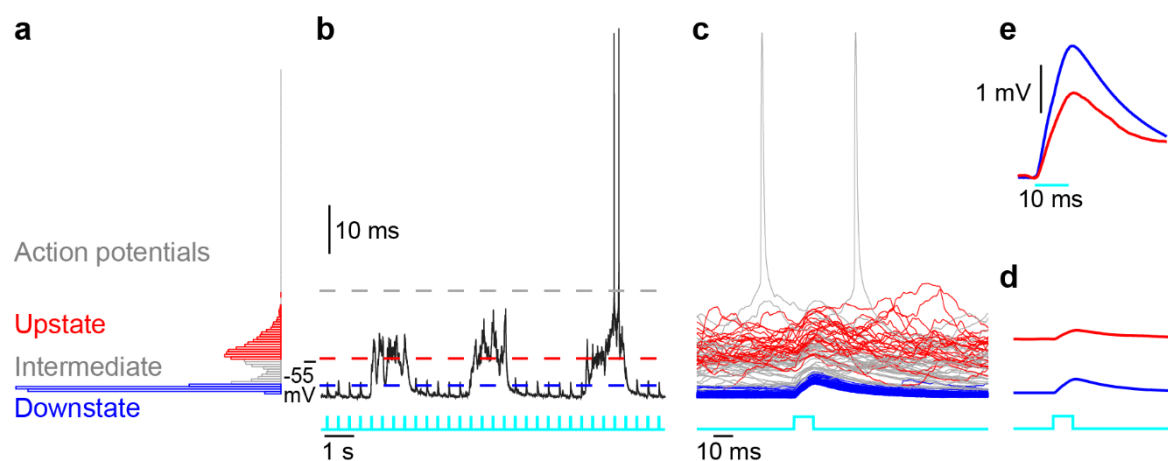 a
Action potentials
Upstate
Intermediate
Downstate
-55
mV
b
10 ms
1 s
c
10 ms
e
1 mV
10 ms
d